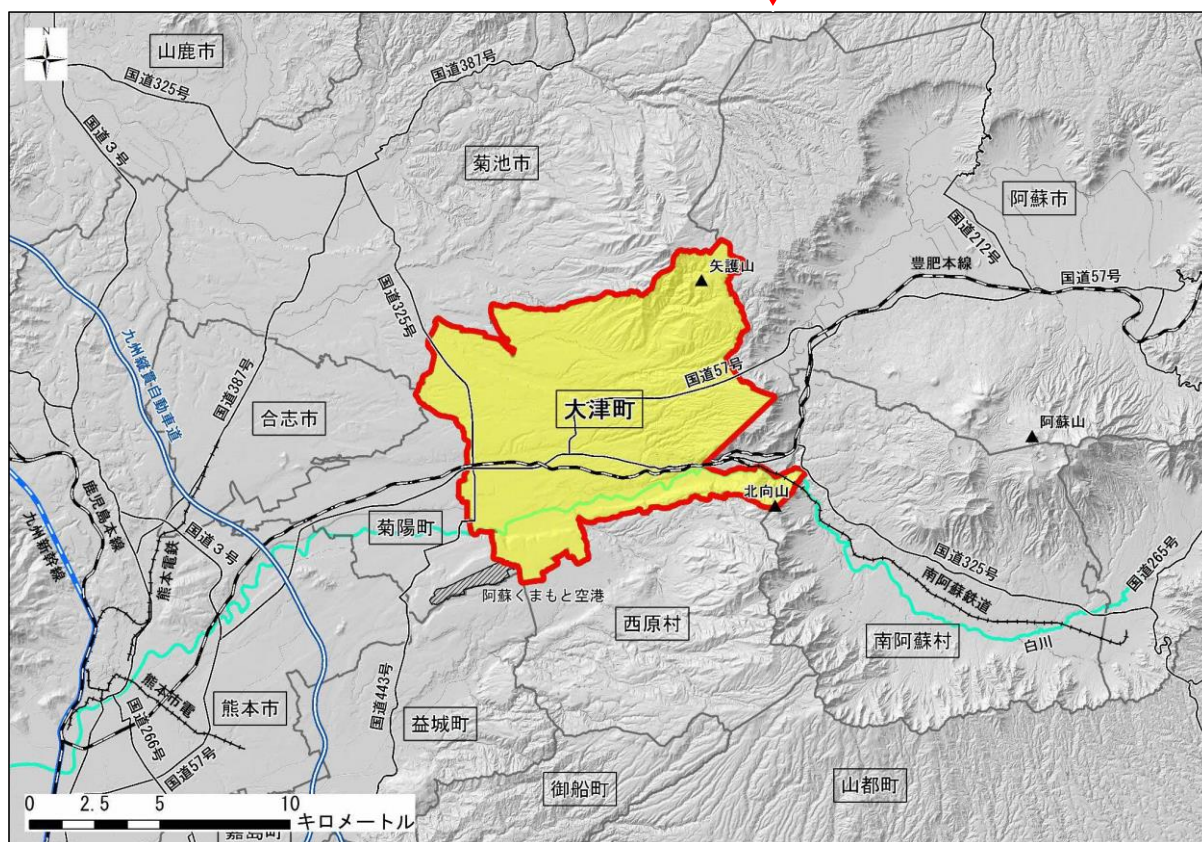 N
山鹿市
国道325号
国道387号
国道3号
菊池市
阿蘇市
国道212号
矢護山
豊肥本線
国道57号
国道325号
九州縦貫自動車道
国道387号
国道57号
大津町
合志市
阿蘇山
鹿児島本線
北向山
九州新幹線
国道3号
熊本電鉄
菊陽町
国道325号
国道265号
南阿蘇鉄道
阿蘇くまもと空港
西原村
南阿蘇村
白川
熊本市電
熊本市
国道443号
益城町
国道266号
国道57号
御船町
山都町
0 2.5 5 10
キロメートル
嘉島町